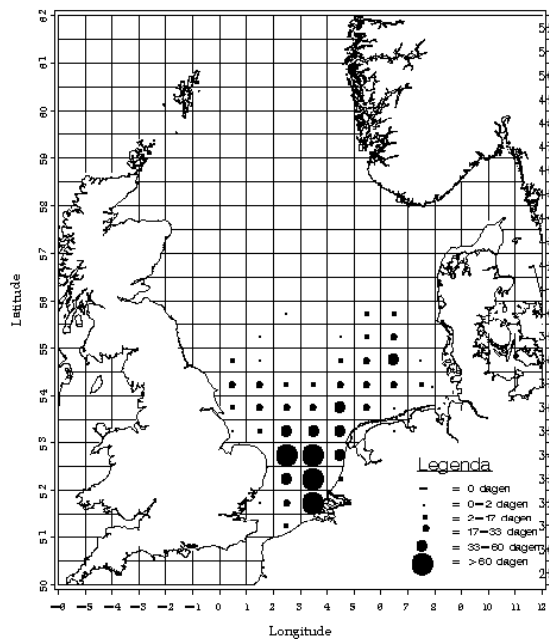 62
61
60
59
58
57
56
55
54
53
52
51
50
Latitude
Legenda
= 0 dagen
= 0-2 dagen
= 2-17 dagen
= 17-33 dagen
= 33-60 dagen
= >60 dagen
-6 -5 -4 -3 -2 -1 0 1 2 3 4 5 6 7 8 9 10 11 12
Longitude